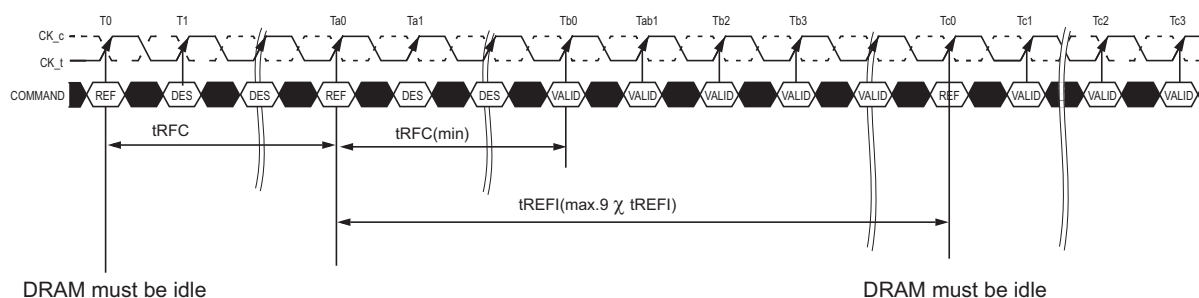 T0 T1 Ta0 Ta1 Tb0 Tab1 Tb2 Tb3 Tc0 Tc1 Tc2 Tc3
CK_c
CK_t
COMMAND REF DES DES REF DES DES VALID VALID VALID VALID VALID REF VALID VALID VALID
tRFC tRFC(min)
tREFI(max.9 χ tREFI)
DRAM must be idle DRAM must be idle